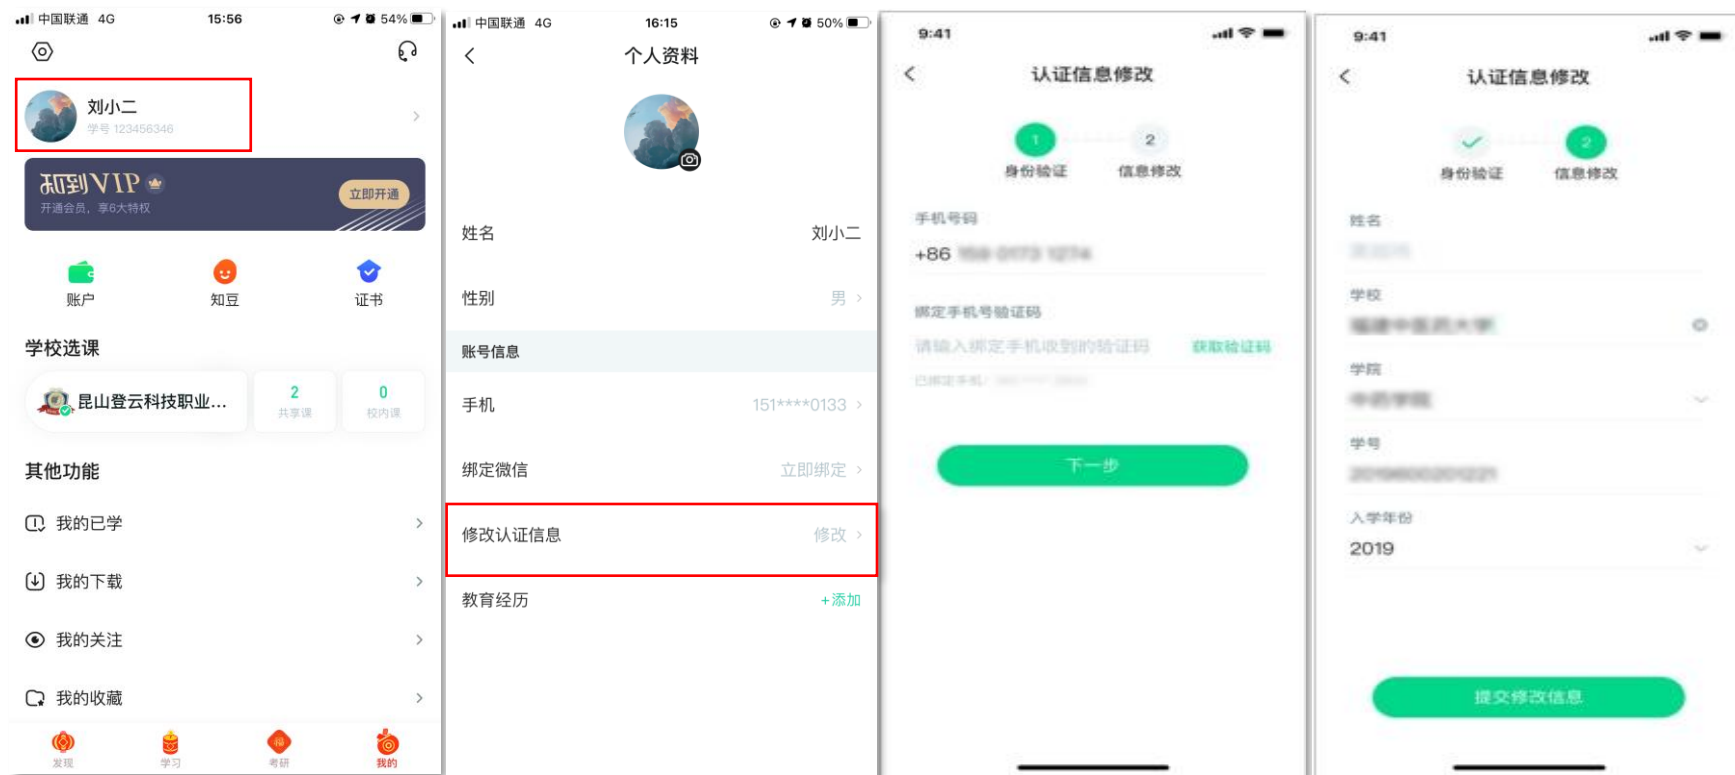 中国联通 4G 15:56 54%
刘小二
学号 123456346
知到VIP
开通会员，享6大特权
立即开通
账户 知豆 证书
学校选课
昆山登云科技职业...
2
共享课
0
校内课
其他功能
我的已学
我的下载
我的关注
我的收藏
发现 学习 考研 我的
中国联通 4G 16:15 50%
个人资料
姓名 刘小二
性别 男
账号信息
手机 151****0133
绑定微信 立即绑定
修改认证信息 修改
教育经历 +添加
9:41
认证信息修改
1 2
身份验证 信息修改
手机号码
+86
绑定手机号验证码
请输入绑定手机收到的验证码 获取验证码
已绑定手机:
下一步
9:41
认证信息修改
2
身份验证 信息修改
姓名
学校
学院
学号
入学年份
2019
提交修改信息